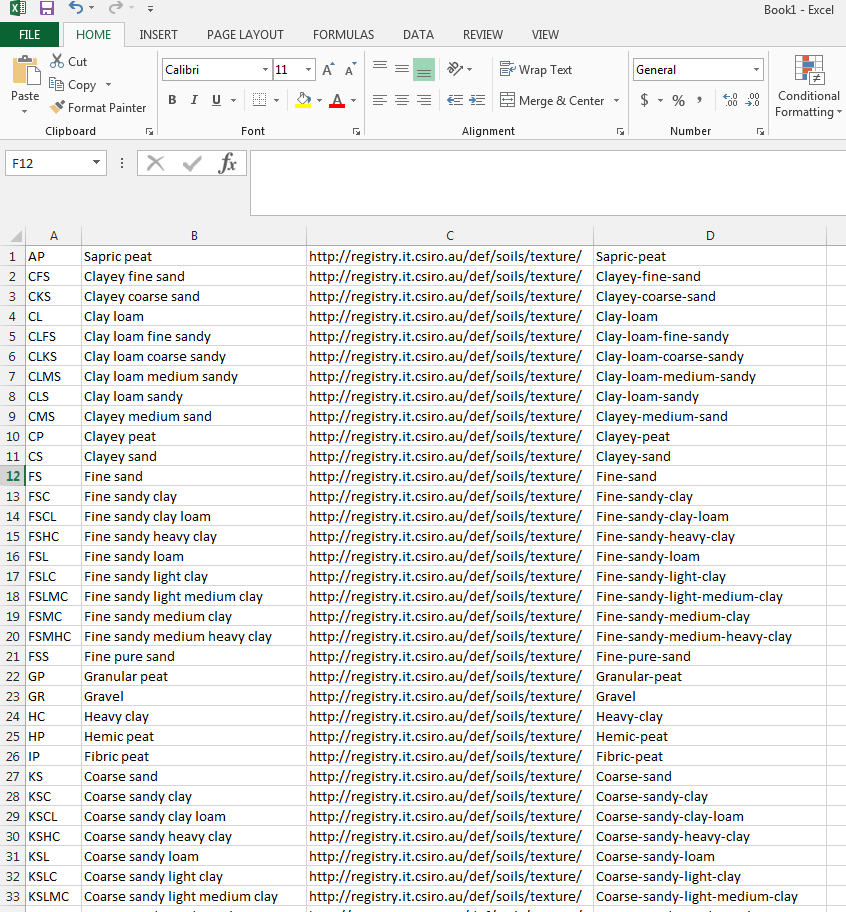 Book1 - Excel
FILE HOME INSERT PAGE LAYOUT FORMULAS DATA REVIEW VIEW
Paste Cut Copy Format Painter
Calibri 11
B I U
Wrap Text
Merge & Center
General
$ % ,
Conditional
Formatting
Clipboard Font Alignment Number
F12 fx
A B C D
1 AP Sapric peat http://registry.it.csiro.au/def/soils/texture/ Sapric-peat
2 CFS Clayey fine sand http://registry.it.csiro.au/def/soils/texture/ Clayey-fine-sand
3 CKS Clayey coarse sand http://registry.it.csiro.au/def/soils/texture/ Clayey-coarse-sand
4 CL Clay loam http://registry.it.csiro.au/def/soils/texture/ Clay-loam
5 CLFS Clay loam fine sandy http://registry.it.csiro.au/def/soils/texture/ Clay-loam-fine-sandy
6 CLKS Clay loam coarse sandy http://registry.it.csiro.au/def/soils/texture/ Clay-loam-coarse-sandy
7 CLMS Clay loam medium sandy http://registry.it.csiro.au/def/soils/texture/ Clay-loam-medium-sandy
8 CLS Clay loam sandy http://registry.it.csiro.au/def/soils/texture/ Clay-loam-sandy
9 CMS Clayey medium sand http://registry.it.csiro.au/def/soils/texture/ Clayey-medium-sand
10 CP Clayey peat http://registry.it.csiro.au/def/soils/texture/ Clayey-peat
11 CS Clayey sand http://registry.it.csiro.au/def/soils/texture/ Clayey-sand
12 FS Fine sand http://registry.it.csiro.au/def/soils/texture/ Fine-sand
13 FSC Fine sandy clay http://registry.it.csiro.au/def/soils/texture/ Fine-sandy-clay
14 FSCL Fine sandy clay loam http://registry.it.csiro.au/def/soils/texture/ Fine-sandy-clay-loam
15 FSHC Fine sandy heavy clay http://registry.it.csiro.au/def/soils/texture/ Fine-sandy-heavy-clay
16 FSL Fine sandy loam http://registry.it.csiro.au/def/soils/texture/ Fine-sandy-loam
17 FSLC Fine sandy light clay http://registry.it.csiro.au/def/soils/texture/ Fine-sandy-light-clay
18 FSLMC Fine sandy light medium clay http://registry.it.csiro.au/def/soils/texture/ Fine-sandy-light-medium-clay
19 FSMC Fine sandy medium clay http://registry.it.csiro.au/def/soils/texture/ Fine-sandy-medium-clay
20 FSMHC Fine sandy medium heavy clay http://registry.it.csiro.au/def/soils/texture/ Fine-sandy-medium-heavy-clay
21 FSS Fine pure sand http://registry.it.csiro.au/def/soils/texture/ Fine-pure-sand
22 GP Granular peat http://registry.it.csiro.au/def/soils/texture/ Granular-peat
23 GR Gravel http://registry.it.csiro.au/def/soils/texture/ Gravel
24 HC Heavy clay http://registry.it.csiro.au/def/soils/texture/ Heavy-clay
25 HP Hemic peat http://registry.it.csiro.au/def/soils/texture/ Hemic-peat
26 IP Fibric peat http://registry.it.csiro.au/def/soils/texture/ Fibric-peat
27 KS Coarse sand http://registry.it.csiro.au/def/soils/texture/ Coarse-sand
28 KSC Coarse sandy clay http://registry.it.csiro.au/def/soils/texture/ Coarse-sandy-clay
29 KSCL Coarse sandy clay loam http://registry.it.csiro.au/def/soils/texture/ Coarse-sandy-clay-loam
30 KSHC Coarse sandy heavy clay http://registry.it.csiro.au/def/soils/texture/ Coarse-sandy-heavy-clay
31 KSL Coarse sandy loam http://registry.it.csiro.au/def/soils/texture/ Coarse-sandy-loam
32 KSLC Coarse sandy light clay http://registry.it.csiro.au/def/soils/texture/ Coarse-sandy-light-clay
33 KSLMC Coarse sandy light medium clay http://registry.it.csiro.au/def/soils/texture/ Coarse-sandy-light-medium-clay